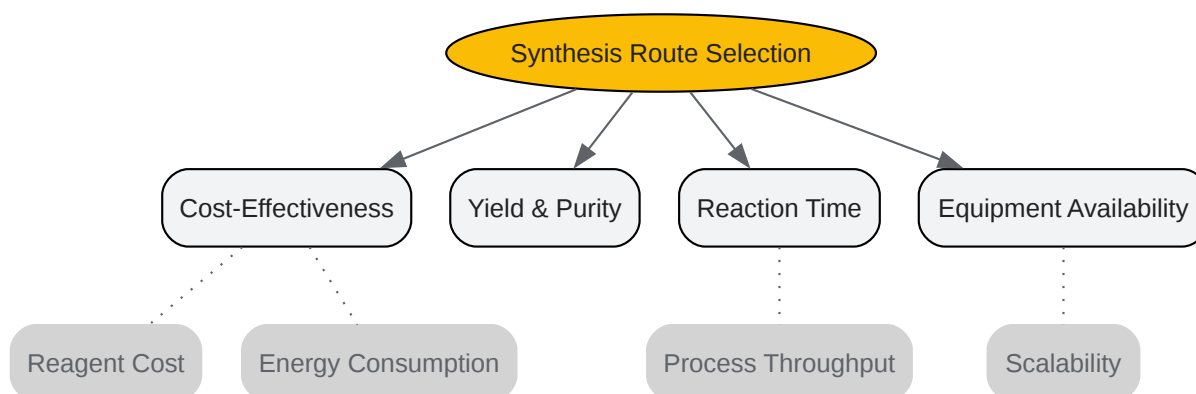 Synthesis Route Selection
Cost-Effectiveness
Yield & Purity
Reaction Time
Equipment Availability
Reagent Cost
Energy Consumption
Process Throughput
Scalability